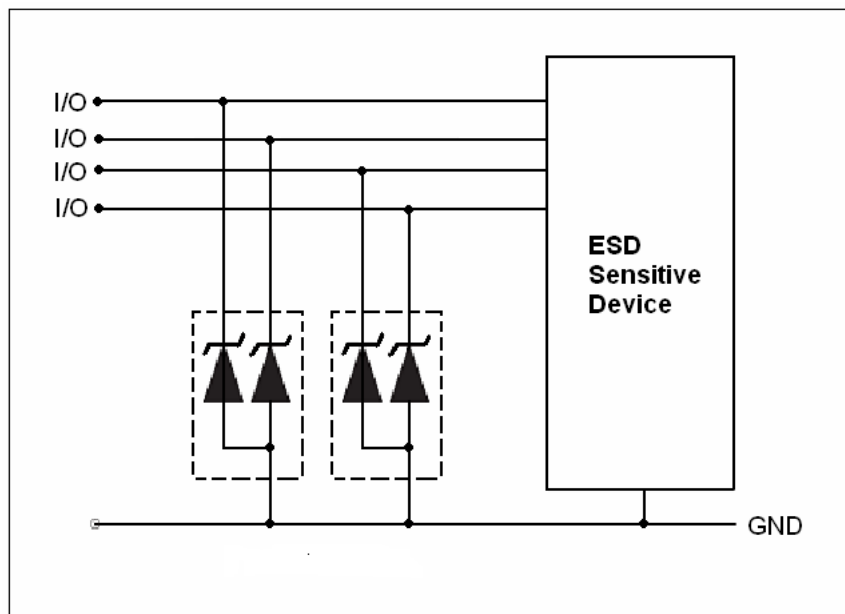 I/O
I/O
I/O
I/O
ESD
Sensitive
Device
GND